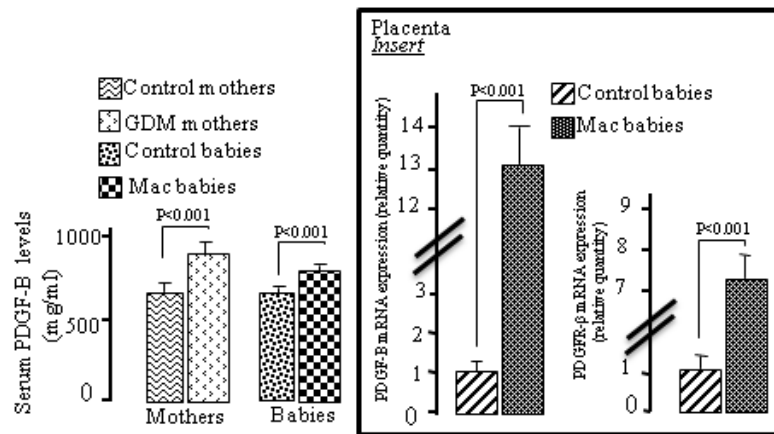 Placenta
Insert
Control mothers
GDM mothers
Control babies
Mac babies
Serum PDGF-B levels
(m g/ml)
1000
500
0
P<0.001
P<0.001
Mothers
Babies
PDGF-B mRNA expression (relative quantity)
14
13
12
3
2
1
0
P<0.001
Control babies
Mac babies
PDGFR-β mRNA expression
(relative quantity)
9
8
7
1
0
P<0.001